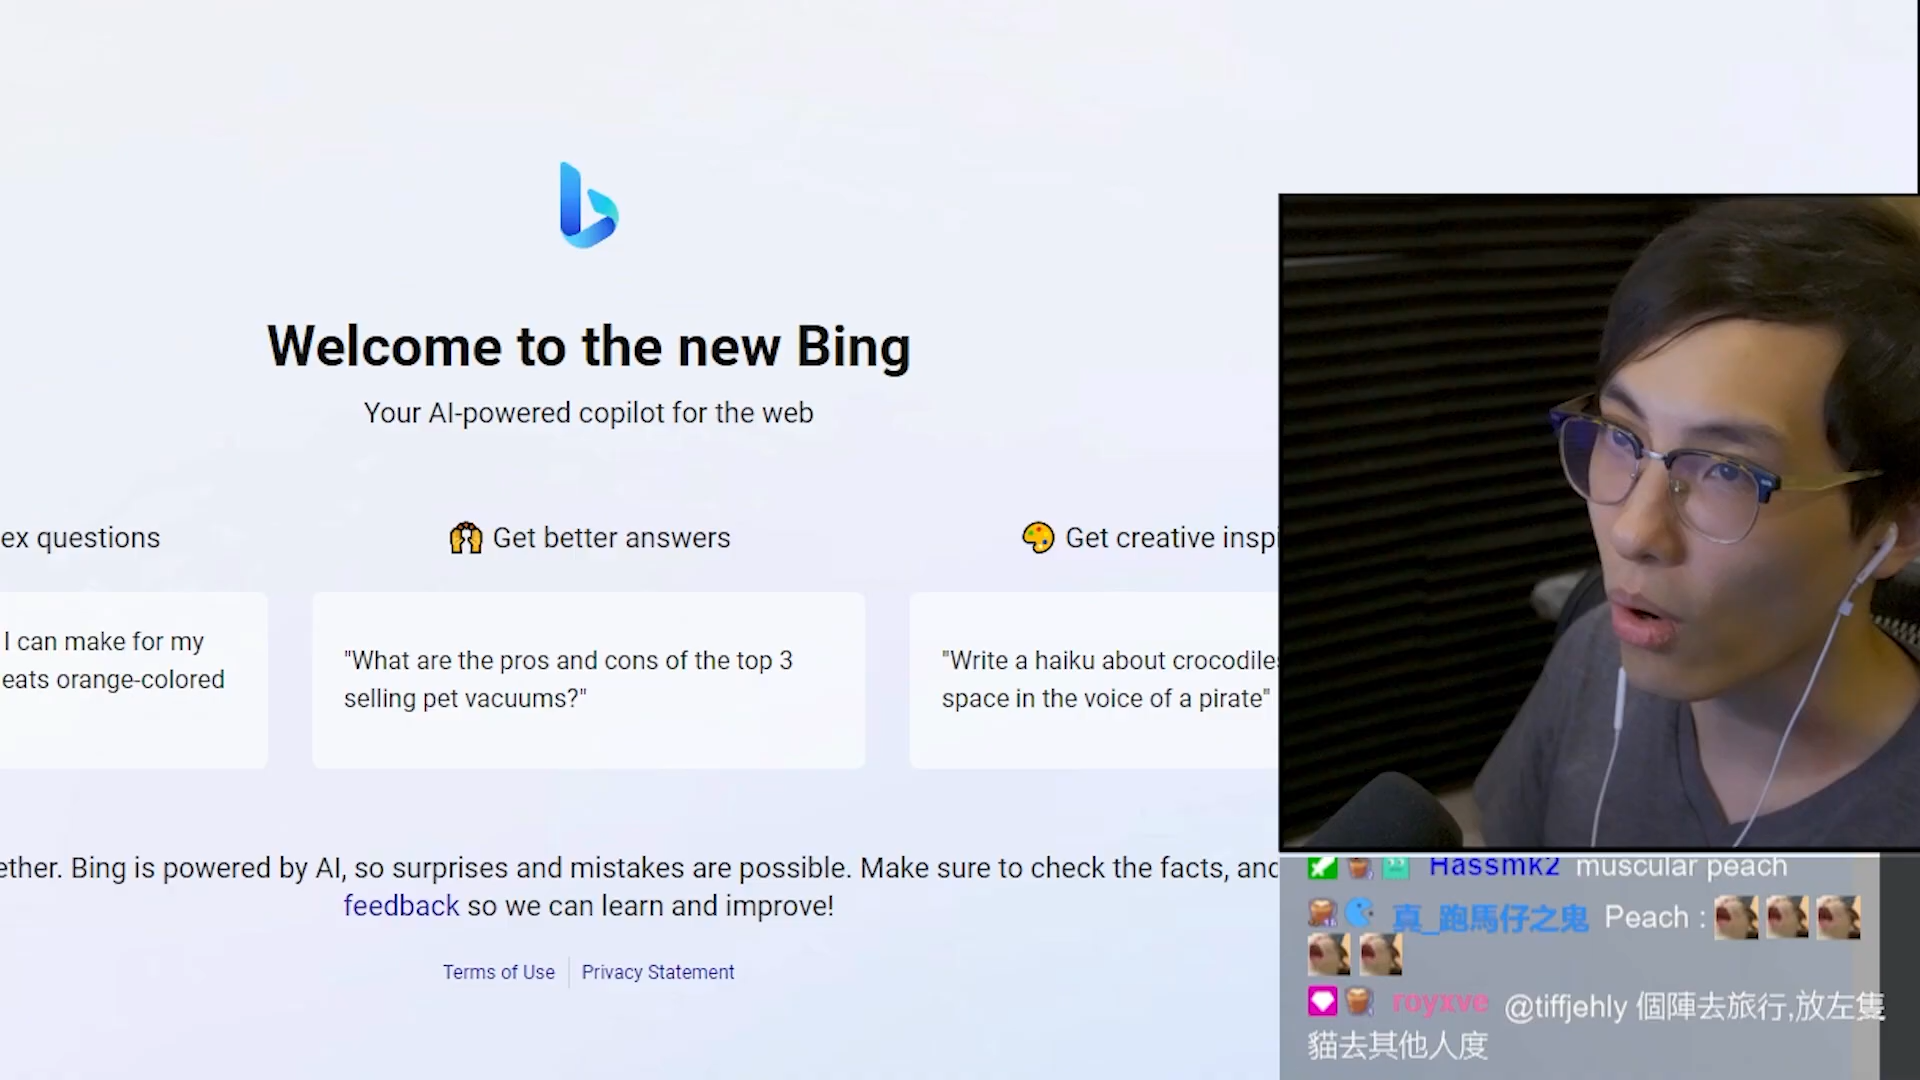 Welcome to the new Bing
Your AI-powered copilot for the web
ex questions
Get better answers
Get creative inspi
I can make for my
eats orange-colored
"What are the pros and cons of the top 3
selling pet vacuums?"
"Write a haiku about crocodiles
space in the voice of a pirate"
ether. Bing is powered by AI, so surprises and mistakes are possible. Make sure to check the facts, and
feedback so we can learn and improve!
Terms of Use
Privacy Statement
Hassmk2 muscular peach
真_跑馬仔之鬼 Peach :
royxve @tiffjehly 個陣去旅行,放左隻
貓去其他人度